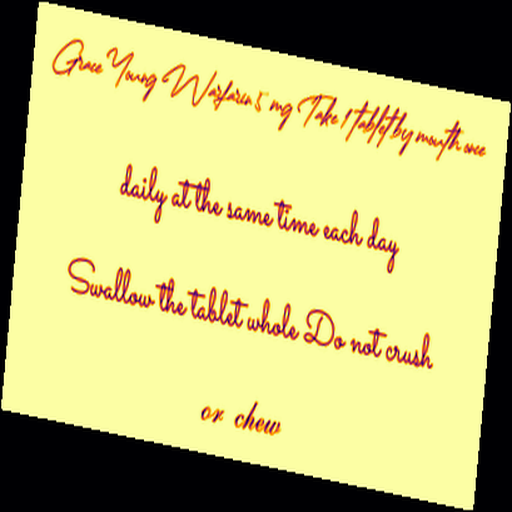 Grace Young Warfarin 5 mg Take 1 tablet by mouth once
daily at the same time each day
Swallow the tablet whole Do not crush
or chew